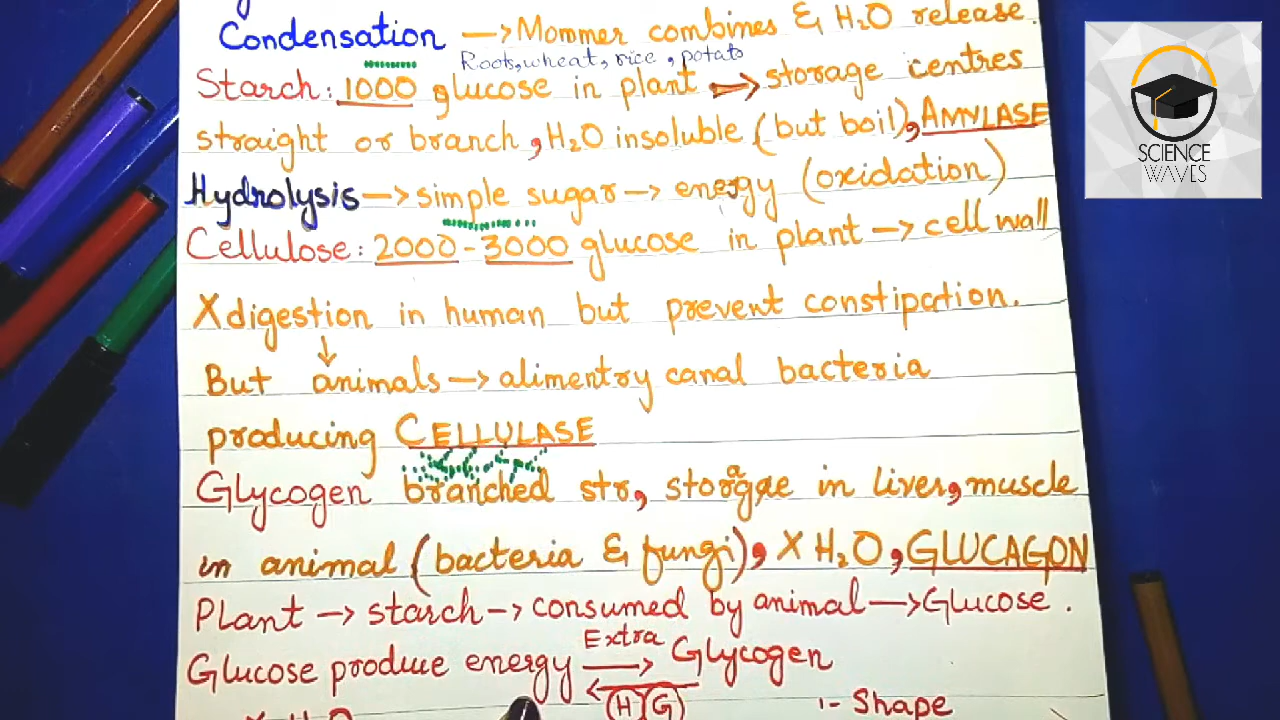 Condensation → Mommer combines & H₂O release.
Roots, wheat, rice, potato
Starch: 1000 glucose in plant → storage centres
straight or branch, H₂O insoluble (but boil), AMYLASE
Hydrolysis → simple sugar → energy (oxidation)
Cellulose: 2000 - 3000 glucose in plant → cell wall
X digestion in human but prevent constipation.
↓
But animals → alimentry canal bacteria
producing CELLULASE
Glycogen branched str, storage in liver, muscle
in animal (bacteria & fungi), X H₂O, GLUCAGON
Plant → starch → consumed by animal → Glucose.
Glucose produce energy Extra → Glycogen
← (H)(G)
1- Shape
SCIENCE
WAVES